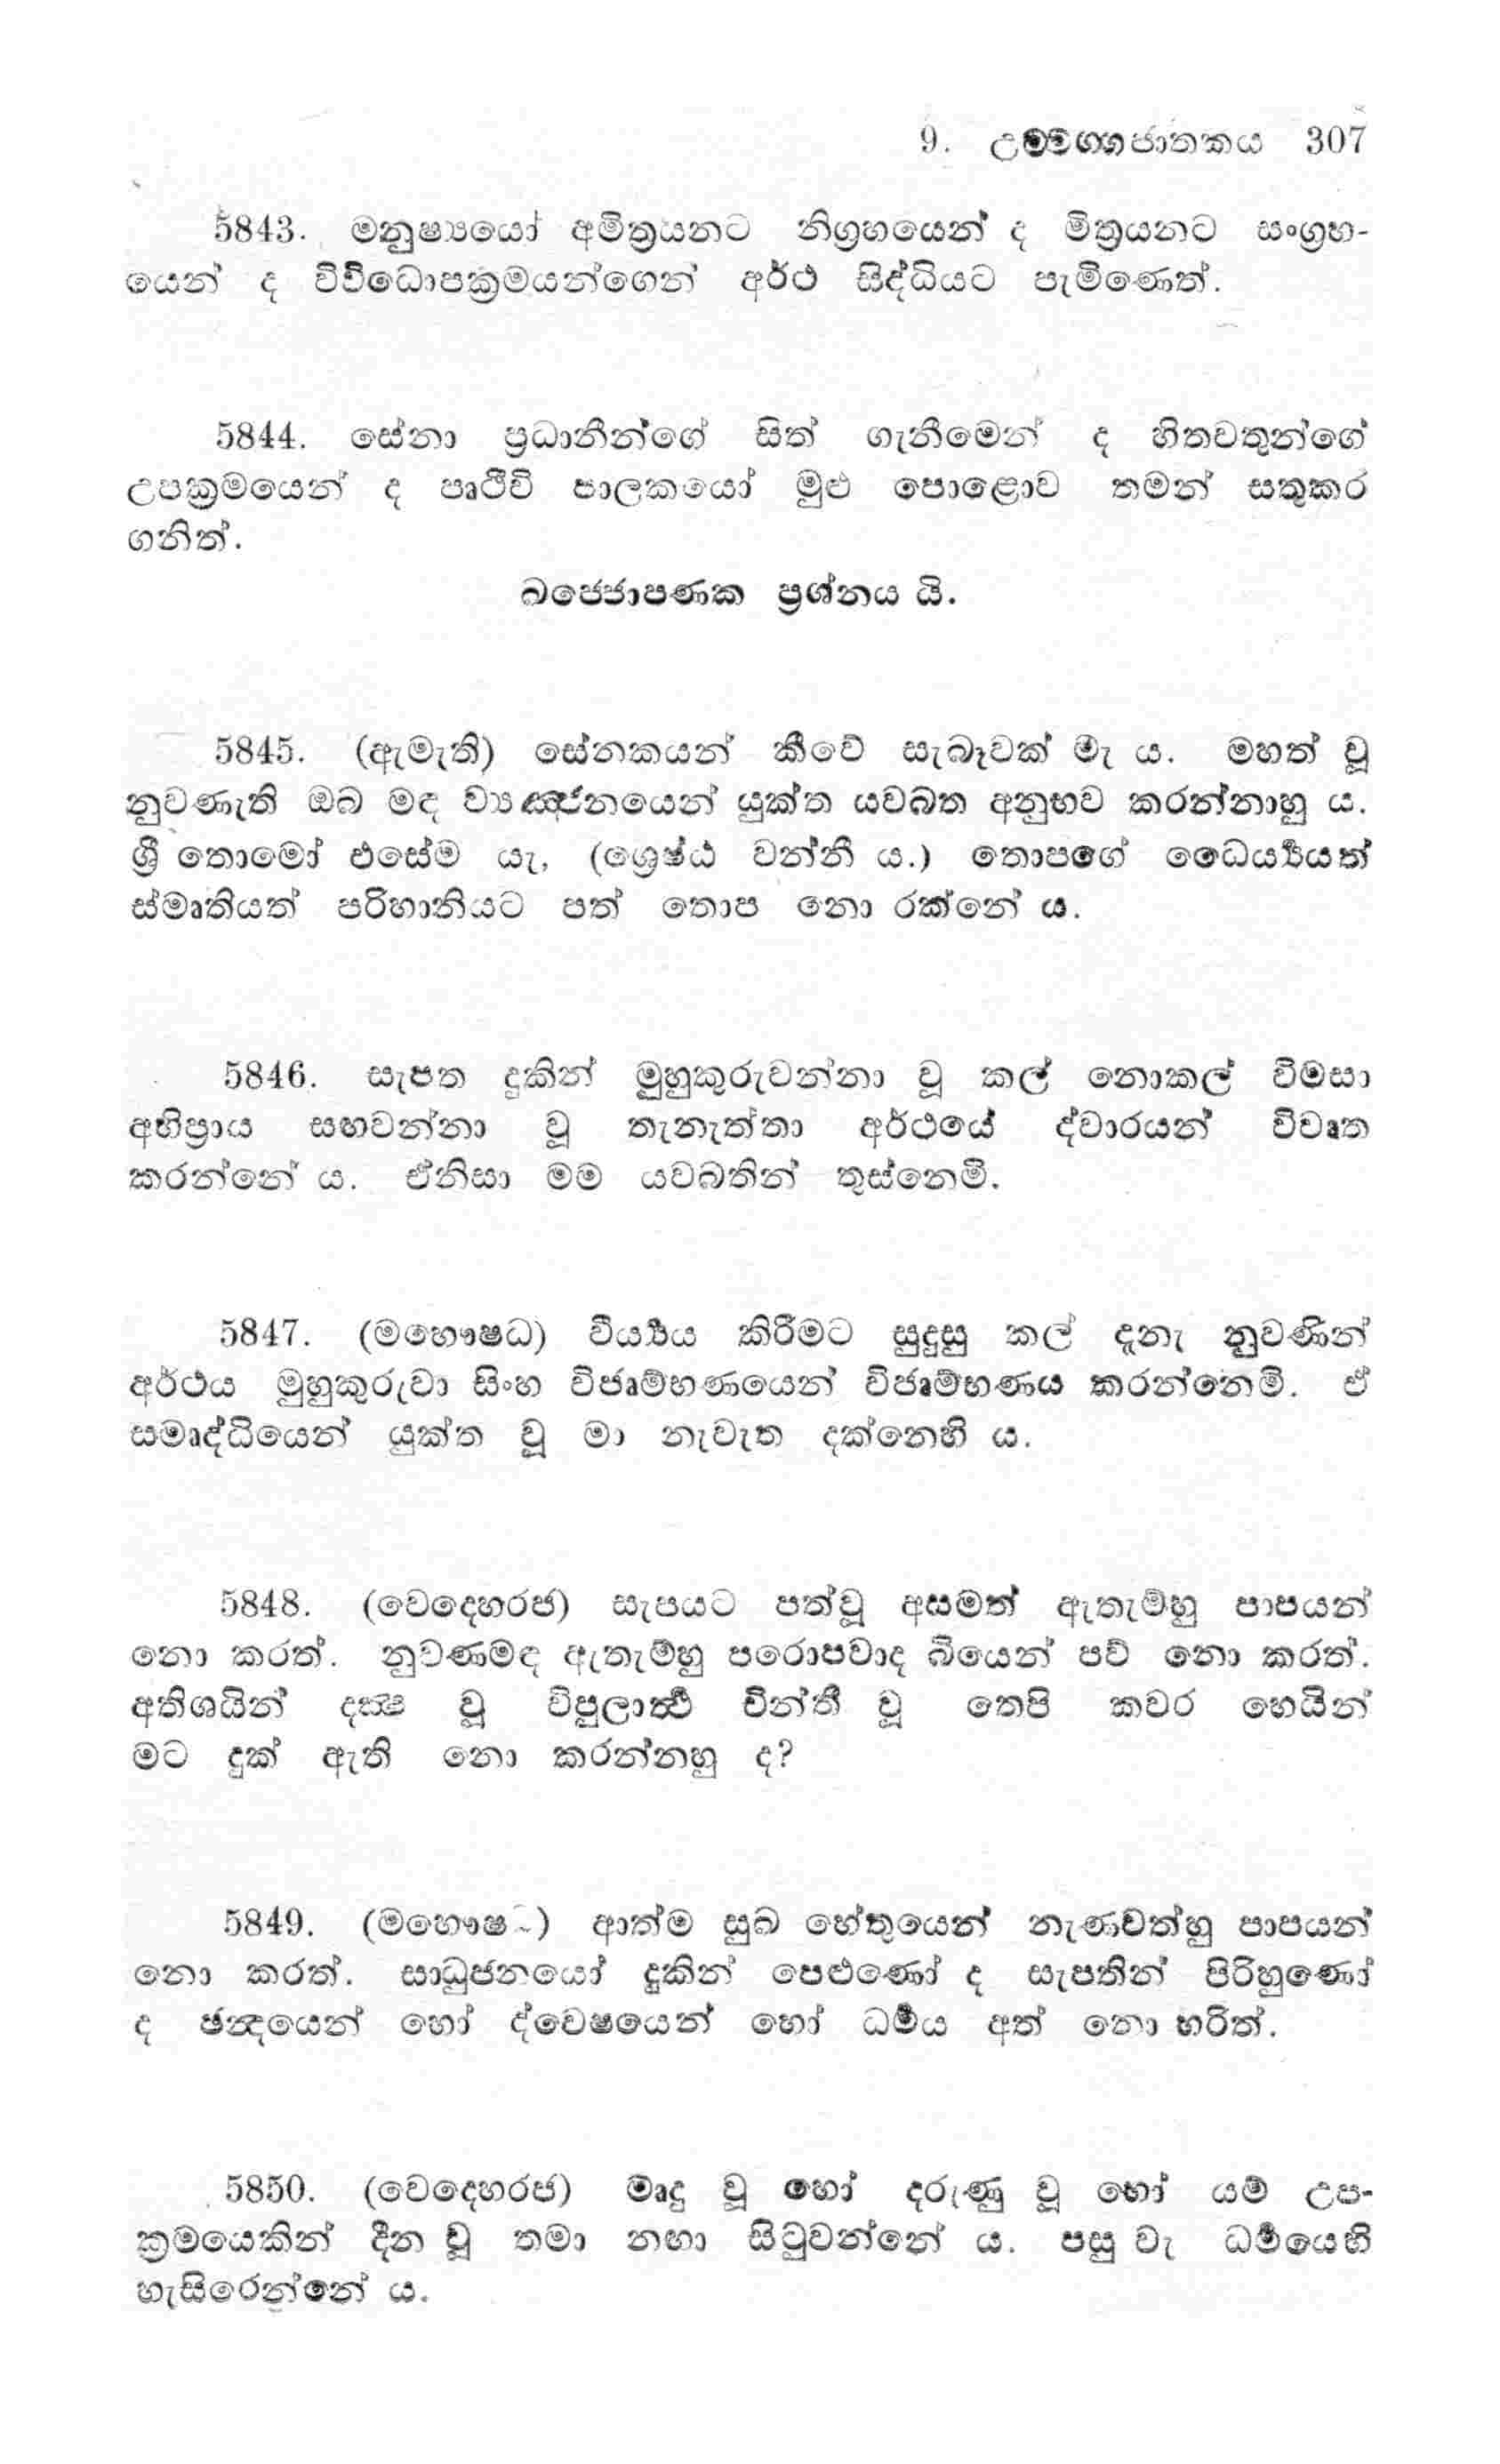 9. උම්මග්ගජාතකය 307
5843. මනුෂ්‍යයෝ අමිත්‍රයනට නිග්‍රහයෙන් ද මිත්‍රයනට සංග්‍රහ-
යෙන් ද විවිධොපක්‍රමයන්ගෙන් අර්ථ සිද්ධියට පැමිණෙත්.
5844. සේනා ප්‍රධානීන්ගේ සිත් ගැනීමෙන් ද හිතවතුන්ගේ
උපක්‍රමයෙන් ද පෘථිවි පාලකයෝ මුළු පොළොව තමන් සතුකර
ගනිත්.
ඛජ්ජොපණක ප්‍රශ්නය යි.
5845. (ඇමැති) සේනකයන් කීවේ සැබෑවක් මැ ය. මහත් වූ
නුවණැති ඔබ මඳ ව්‍යඤ්ජනයෙන් යුක්ත යවබත අනුභව කරන්නාහු ය.
ශ්‍රී තොමෝ එසේම යැ, (ශ්‍රෙෂ්ඨ වන්නී ය.) තොපගේ ධෛර්‍ය්‍යයත්
ස්මෘතියත් පරිහානියට පත් තොප නො රක්නේ ය.
5846. සැපත දුකින් මුහුකුරුවන්නා වූ කල් නොකල් විමසා
අභිප්‍රාය සඟවන්නා වූ තැනැත්තා අර්ථයේ ද්වාරයන් විවෘත
කරන්නේ ය. ඒනිසා මම යවබතින් තුස්නෙමි.
5847. (මහෞෂධ) වීර්‍ය්‍යය කිරීමට සුදුසු කල් දැනැ නුවණින්
අර්ථය මුහුකුරුවා සිංහ විජෘම්භණයෙන් විජෘම්භණය කරන්නෙමි. ඒ
සමෘද්ධියෙන් යුක්ත වූ මා නැවැත දක්නෙහි ය.
5848. (වෙදෙහරජ) සැපයට පත්වූ අසමත් ඇතැම්හු පාපයන්
නො කරත්. නුවණමඳ ඇතැම්හු පරොපවාද බියෙන් පව් නො කරත්.
අතිශයින් දක්ෂ වූ විපුලාර්ත්‍ථ චින්තී වූ තෙපි කවර හෙයින්
මට දුක් ඇති නො කරන්නහු ද?
5849. (මහෞෂ ) ආත්ම සුඛ හේතුයෙන් නැණවත්හු පාපයන්
නො කරත්. සාධුජනයෝ දුකින් පෙළුණෝ ද සැපතින් පිරිහුණෝ
ද ඡන්‍දයෙන් හෝ ද්වෙෂයෙන් හෝ ධර්‍මය අත් නො හරිත්.
5850. (වෙදෙහරජ) මෘදු වූ හෝ දරුණු වූ හෝ යම් උප-
ක්‍රමයෙකින් දීන වූ තමා නඟා සිටුවන්නේ ය. පසු වැ ධර්‍මයෙහි
හැසිරෙන්නේ ය.